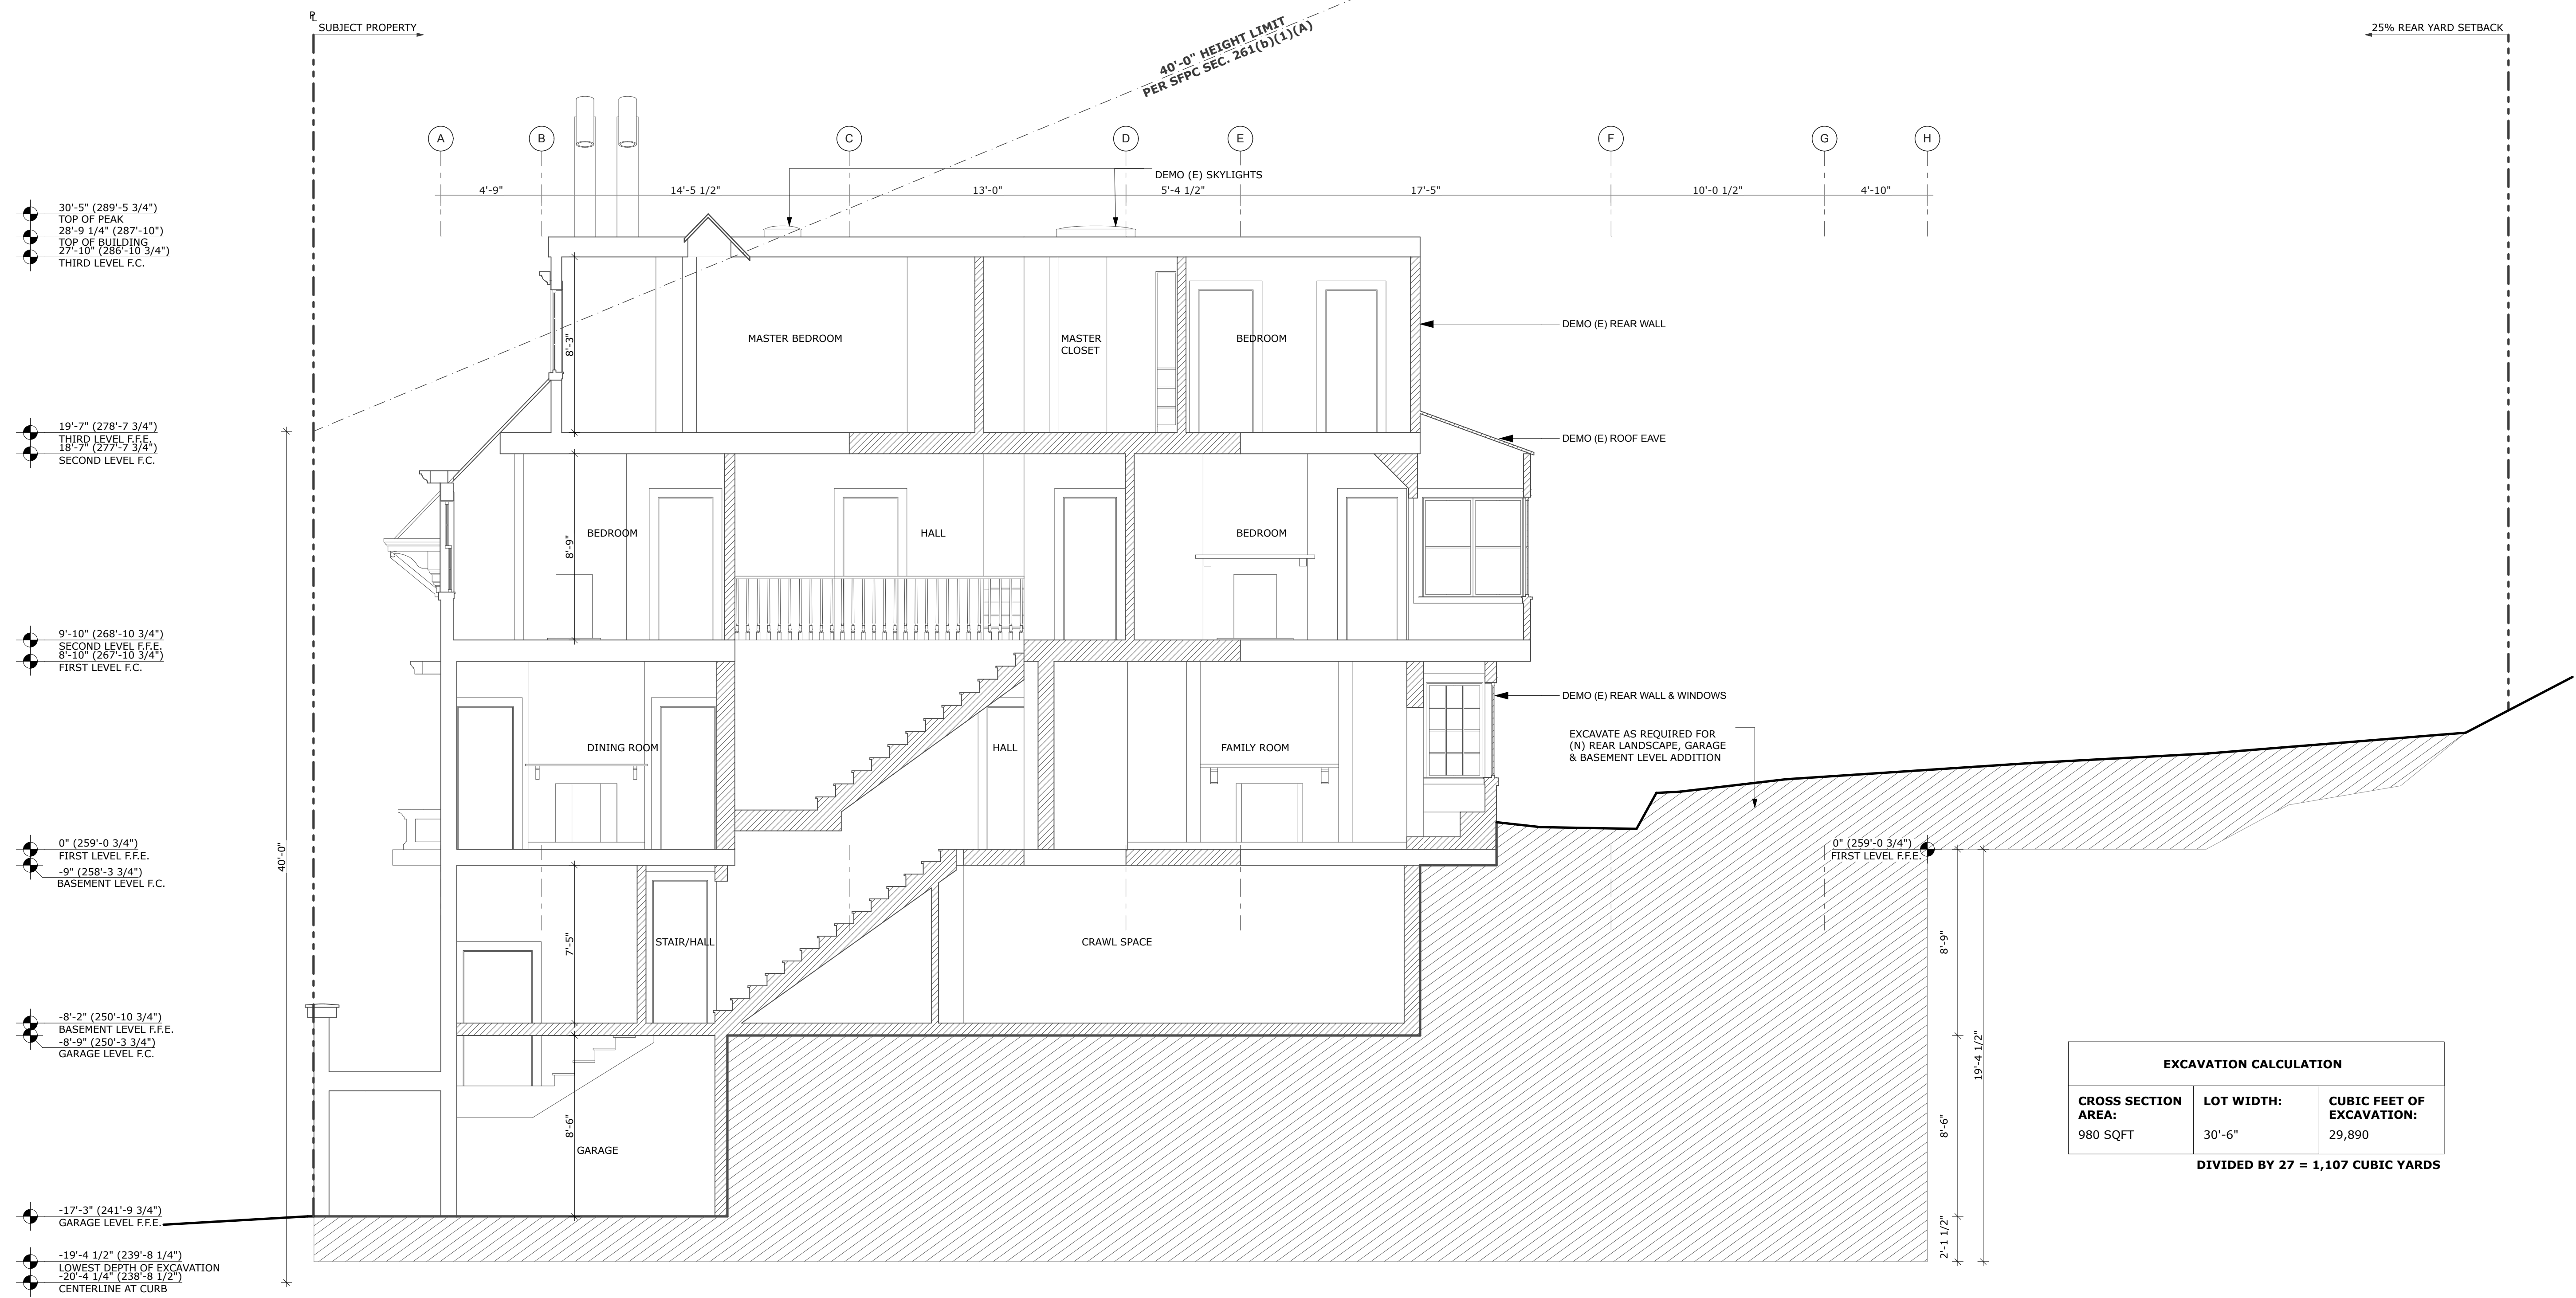 PL
SUBJECT PROPERTY
40'-0" HEIGHT LIMIT
PER SFPC SEC. 261(b)(1)(A)
25% REAR YARD SETBACK
A
B
C
D
E
F
G
H
DEMO (E) SKYLIGHTS
4'-9"
14'-5 1/2"
13'-0"
5'-4 1/2"
17'-5"
10'-0 1/2"
4'-10"
30'-5" (289'-5 3/4")
TOP OF PEAK
28'-9 1/4" (287'-10")
TOP OF BUILDING
27'-10" (286'-10 3/4")
THIRD LEVEL F.C.
8'-3"
MASTER BEDROOM
MASTER
CLOSET
BEDROOM
DEMO (E) REAR WALL
19'-7" (278'-7 3/4")
THIRD LEVEL F.F.E.
18'-7" (277'-7 3/4")
SECOND LEVEL F.C.
DEMO (E) ROOF EAVE
8'-9"
BEDROOM
HALL
BEDROOM
9'-10" (268'-10 3/4")
SECOND LEVEL F.F.E.
8'-10" (267'-10 3/4")
FIRST LEVEL F.C.
DEMO (E) REAR WALL & WINDOWS
DINING ROOM
HALL
FAMILY ROOM
EXCAVATE AS REQUIRED FOR
(N) REAR LANDSCAPE, GARAGE
& BASEMENT LEVEL ADDITION
0" (259'-0 3/4")
FIRST LEVEL F.F.E.
-9" (258'-3 3/4")
BASEMENT LEVEL F.C.
40'-0"
0" (259'-0 3/4")
FIRST LEVEL F.F.E.
7'-5"
STAIR/HALL
CRAWL SPACE
8'-9"
-8'-2" (250'-10 3/4")
BASEMENT LEVEL F.F.E.
-8'-9" (250'-3 3/4")
GARAGE LEVEL F.C.
19'-4 1/2"
8'-6"
GARAGE
8'-6"
EXCAVATION CALCULATION
CROSS SECTION
AREA:
980 SQFT
LOT WIDTH:
30'-6"
CUBIC FEET OF
EXCAVATION:
29,890
DIVIDED BY 27 = 1,107 CUBIC YARDS
-17'-3" (241'-9 3/4")
GARAGE LEVEL F.F.E.
2'-1 1/2"
-19'-4 1/2" (239'-8 1/4")
LOWEST DEPTH OF EXCAVATION
-20'-4 1/4" (238'-8 1/2")
CENTERLINE AT CURB